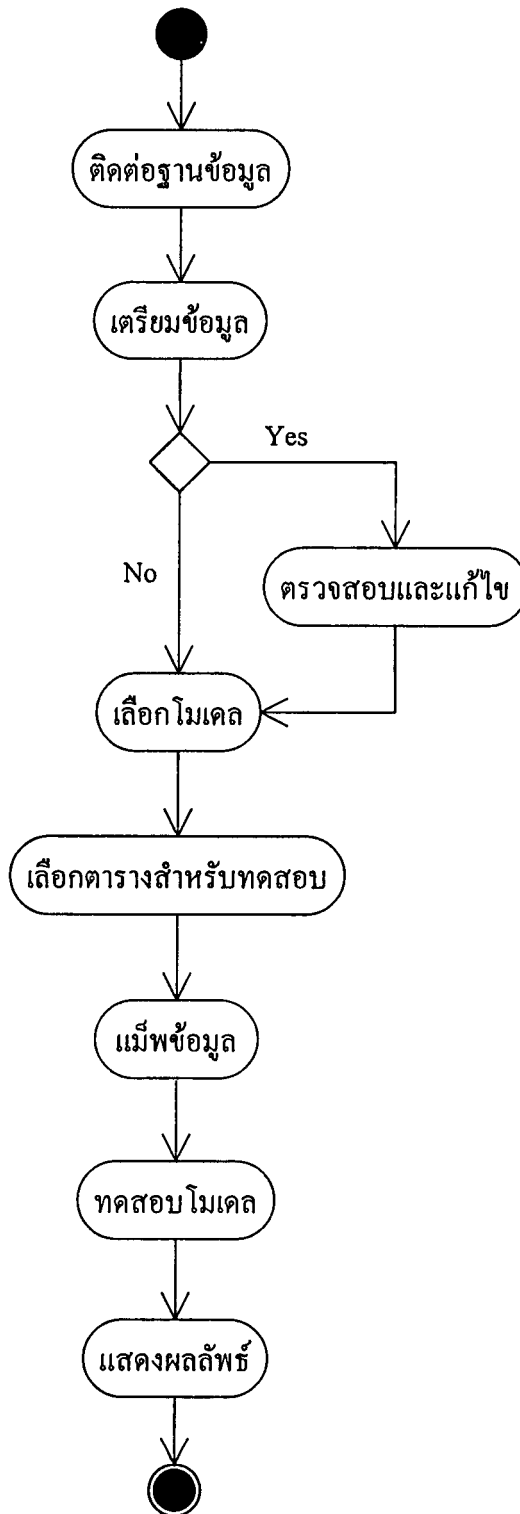 ติดต่อฐานข้อมูล
เตรียมข้อมูล
Yes
No
ตรวจสอบและแก้ไข
เลือกโมเดล
เลือกตารางสำหรับทดสอบ
แม็พข้อมูล
ทดสอบโมเดล
แสดงผลลัพธ์